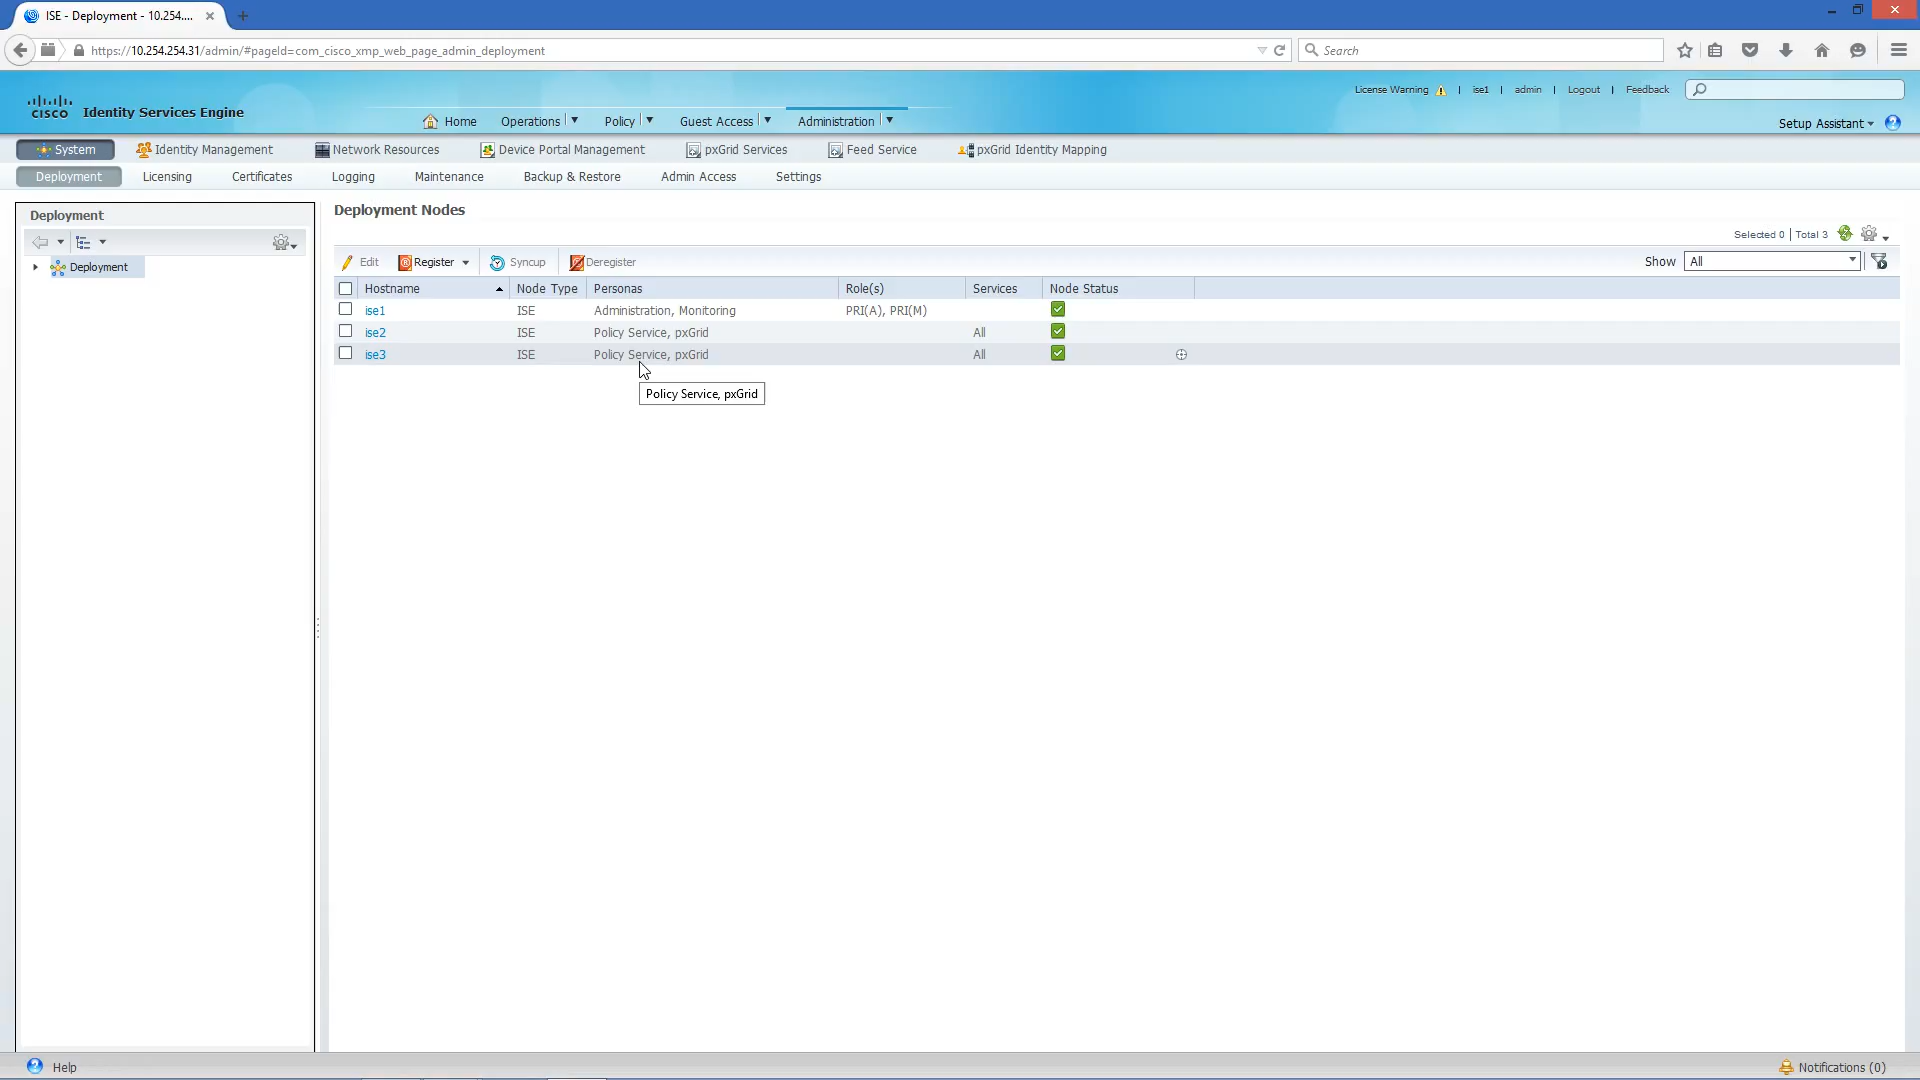 ISE - Deployment - 10.254....
https://10.254.254.31/admin/#pageId=com_cisco_xmp_web_page_admin_deployment
Search
License Warning | ise1 | admin | Logout | Feedback
CISCO Identity Services Engine
Home Operations Policy Guest Access Administration
Setup Assistant
System Identity Management Network Resources Device Portal Management pxGrid Services Feed Service pxGrid Identity Mapping
Deployment Licensing Certificates Logging Maintenance Backup & Restore Admin Access Settings
Deployment
Deployment
Deployment Nodes
Selected 0 | Total 3
Edit Register Syncup Deregister
Show All
Hostname Node Type Personas Role(s) Services Node Status
ise1 ISE Administration, Monitoring PRI(A), PRI(M)
ise2 ISE Policy Service, pxGrid All
ise3 ISE Policy Service, pxGrid All
Policy Service, pxGrid
Help
Notifications (0)